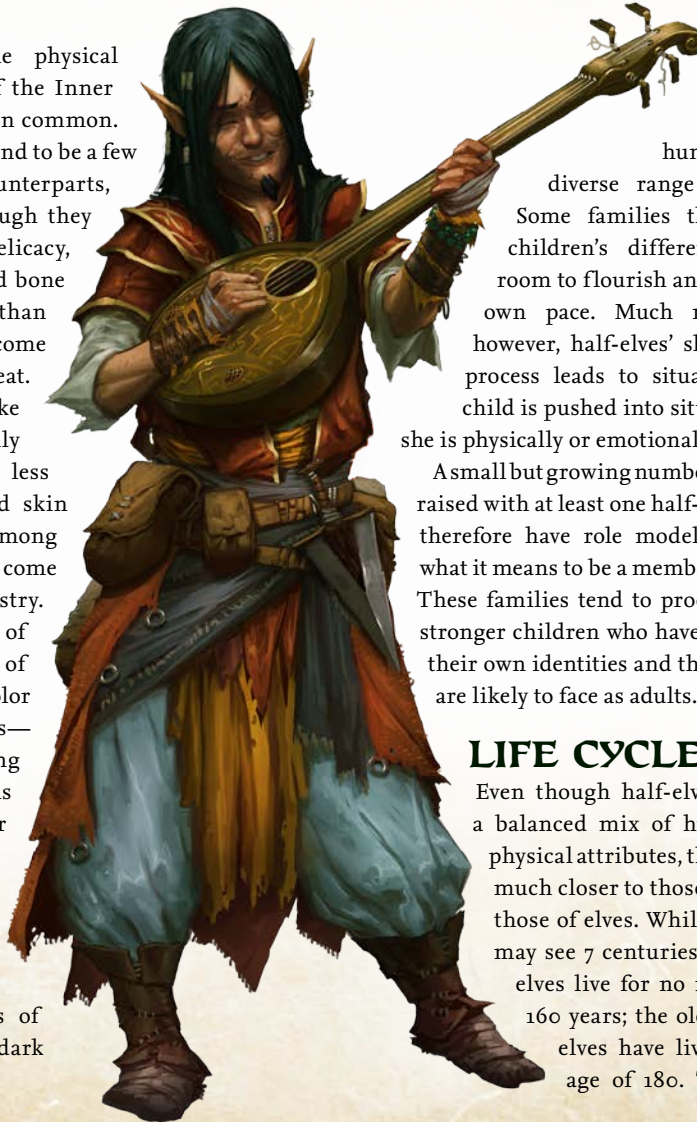 e physical
f the Inner
n common.
nd to be a few
unterparts,
ugh they
elicacy,
d bone
than
come
eat.
ke
ly
less
d skin
mong
come
stry.
of
of
olor
s—
ng
s
r
s of
dark
hum
diverse range
Some families th
children's differe
room to flourish an
own pace. Much
however, half-elves' sl
process leads to situa
child is pushed into sit
she is physically or emotional
A small but growing numbe
raised with at least one half-
therefore have role model
what it means to be a membe
These families tend to pro
stronger children who have
their own identities and th
are likely to face as adults.
LIFE CYCLE
Even though half-elv
a balanced mix of h
physical attributes, th
much closer to those
those of elves. Whil
may see 7 centuries
elves live for no
160 years; the ol
elves have liv
age of 180.